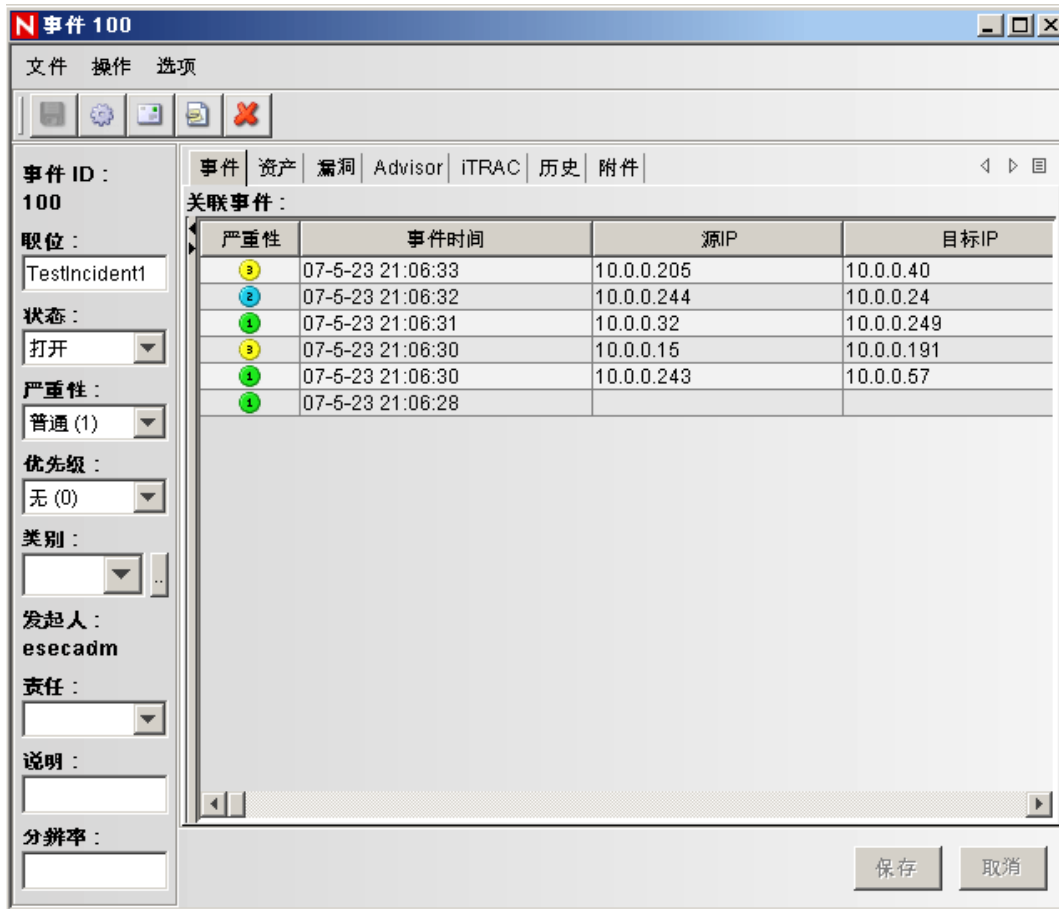 N 事件 100
文件 操作 选项
事件 ID：
100
职位：
TestIncident1
状态：
打开
严重性：
普通 (1)
优先级：
无 (0)
类别：
..
发起人：
esecadm
责任：
说明：
分辨率：
事件 资产 漏洞 Advisor iTRAC 历史 附件
关联事件：
严重性 事件时间 源IP 目标IP
3 07-5-23 21:06:33 10.0.0.205 10.0.0.40
2 07-5-23 21:06:32 10.0.0.244 10.0.0.24
1 07-5-23 21:06:31 10.0.0.32 10.0.0.249
3 07-5-23 21:06:30 10.0.0.15 10.0.0.191
1 07-5-23 21:06:30 10.0.0.243 10.0.0.57
1 07-5-23 21:06:28
保存 取消